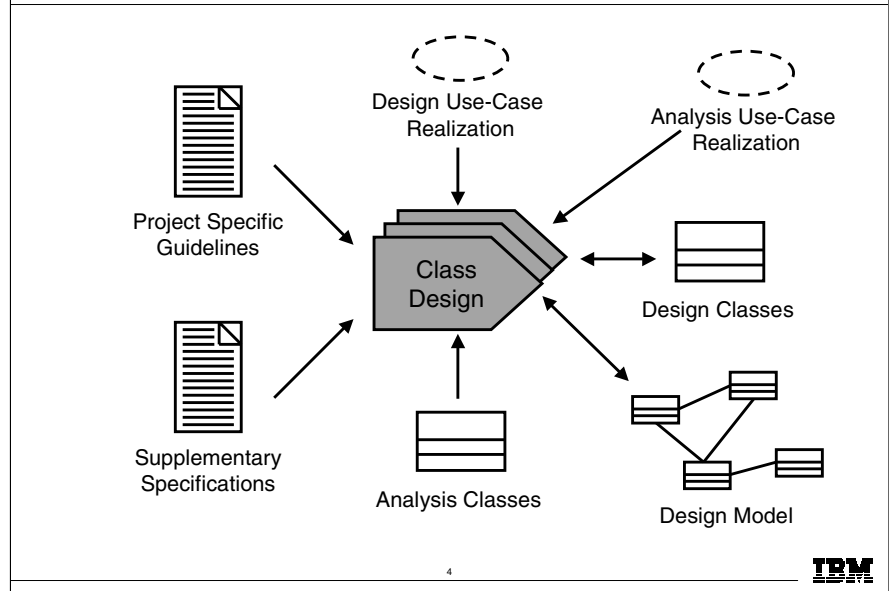 Design Use-Case
Realization
Analysis Use-Case
Realization
Project Specific
Guidelines
Class
Design
Design Classes
Supplementary
Specifications
Analysis Classes
Design Model
4
IBM